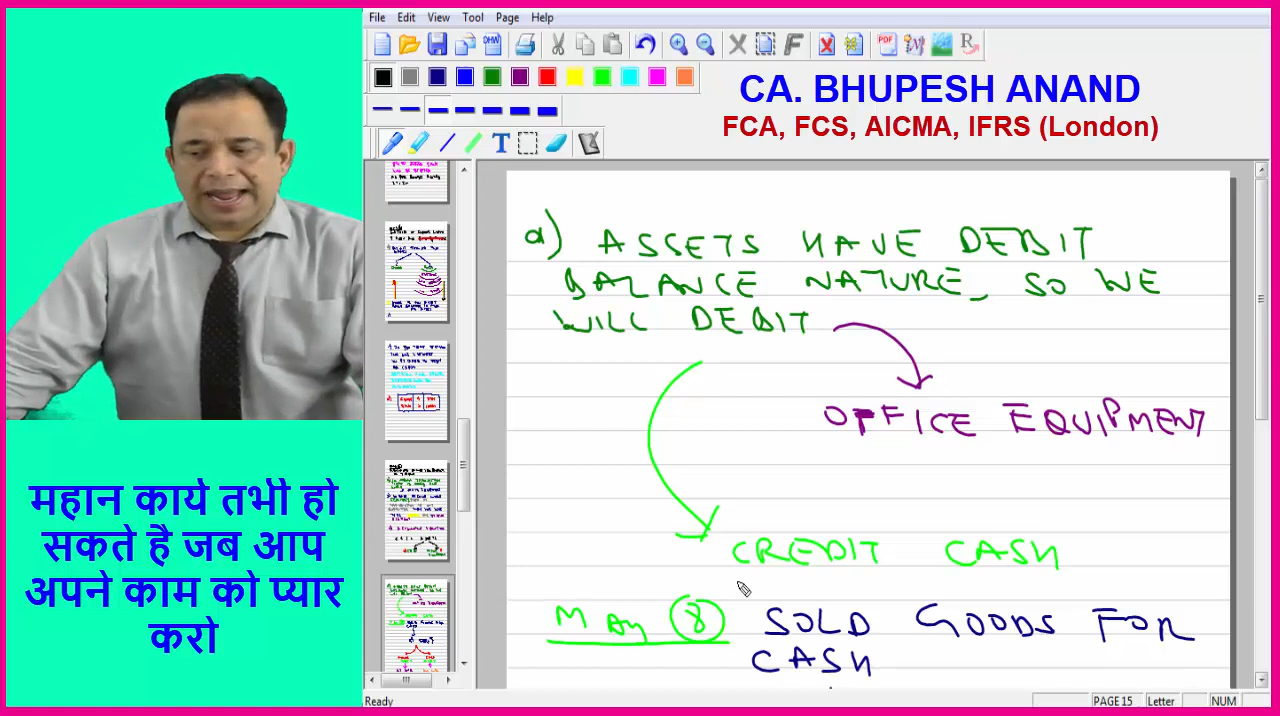 File Edit View Tool Page Help
CA. BHUPESH ANAND
FCA, FCS, AICMA, IFRS (London)
a) ASSETS HAVE DEBIT
BALANCE NATURE, SO WE
WILL DEBIT
OFFICE EQUIPMENT
CREDIT CASH
MAY 8 SOLD GOODS FOR
CASH
महान कार्य तभी हो
सकते है जब आप
अपने काम को प्यार
करो
Ready PAGE 15 Letter NUM